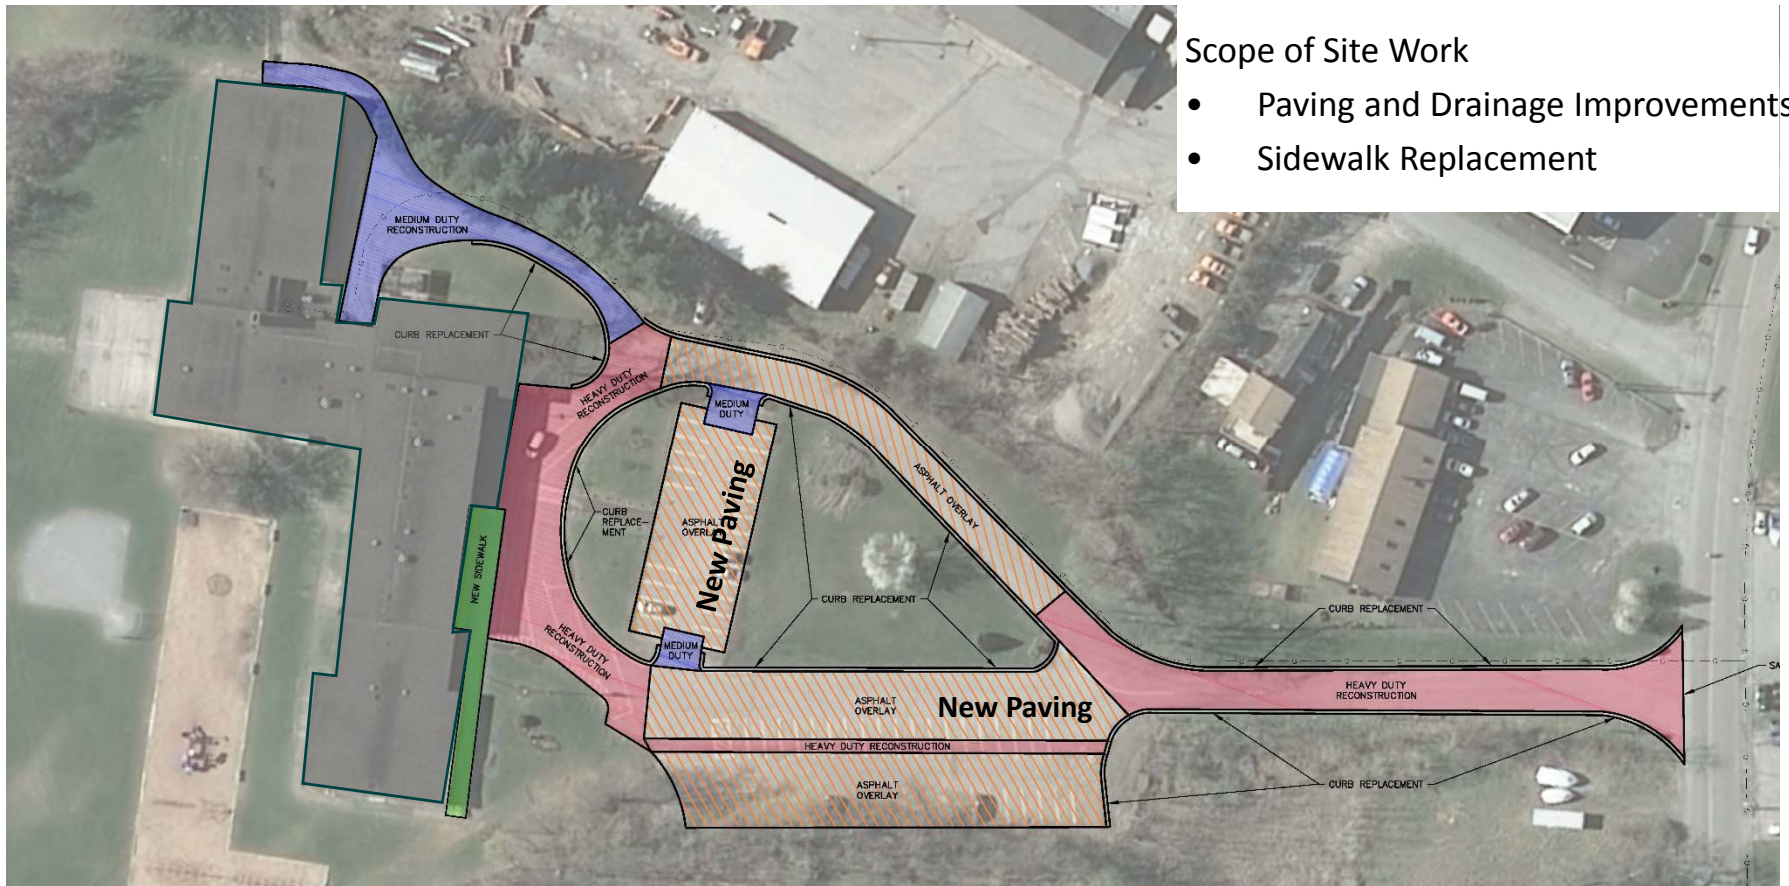 Scope of Site Work
• Paving and Drainage Improvements
• Sidewalk Replacement
MEDIUM DUTY
RECONSTRUCTION
CURB REPLACEMENT
HEAVY DUTY
RECONSTRUCTION
MEDIUM
DUTY
ASPHALT OVERLAY
CURB
REPLACE-
MENT
ASPHALT
OVERLAY
New Paving
NEW SIDEWALK
CURB REPLACEMENT
CURB REPLACEMENT
HEAVY DUTY
RECONSTRUCTION
MEDIUM
DUTY
SA
HEAVY DUTY
RECONSTRUCTION
ASPHALT
OVERLAY
New Paving
HEAVY DUTY RECONSTRUCTION
ASPHALT
OVERLAY
CURB REPLACEMENT